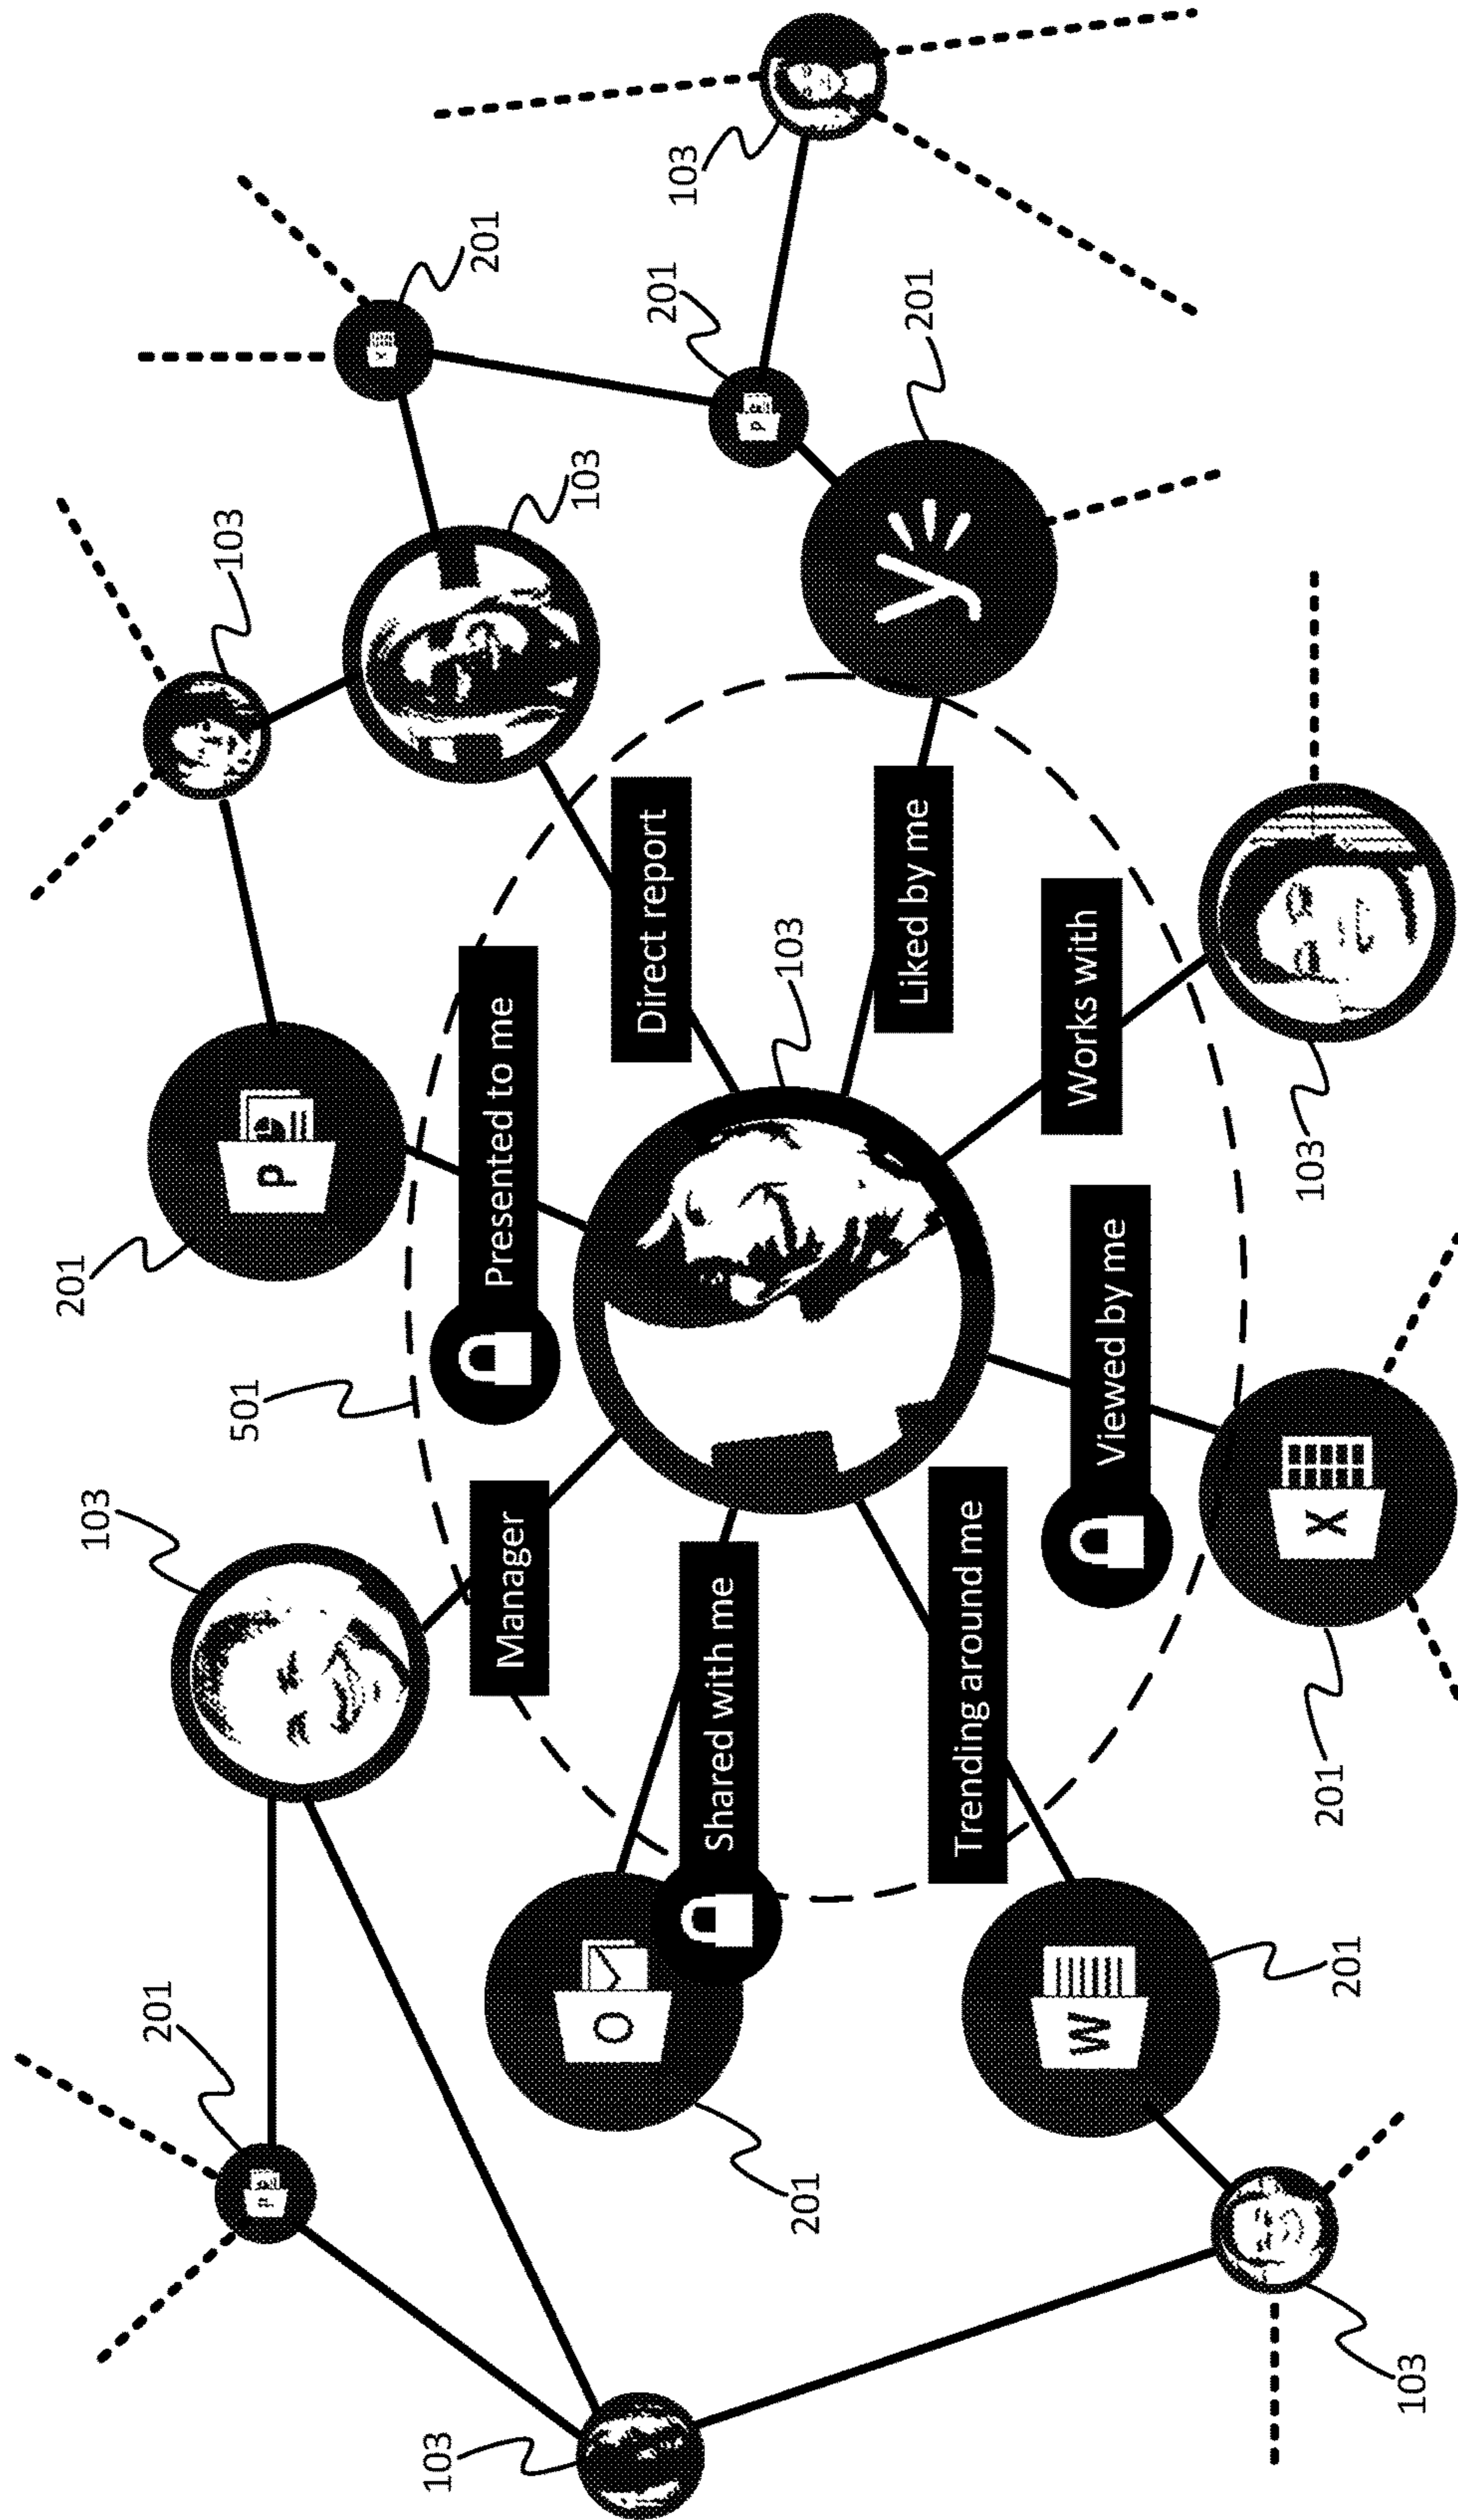 201
103
201
103
501
P
P
x
103
201
Presented to me
Manager
103
O
Direct report
201
103
Shared with me
P
103
201
Liked by me
201
y
Trending around me
Works with
W
Viewed by me
103
X
201
201
103